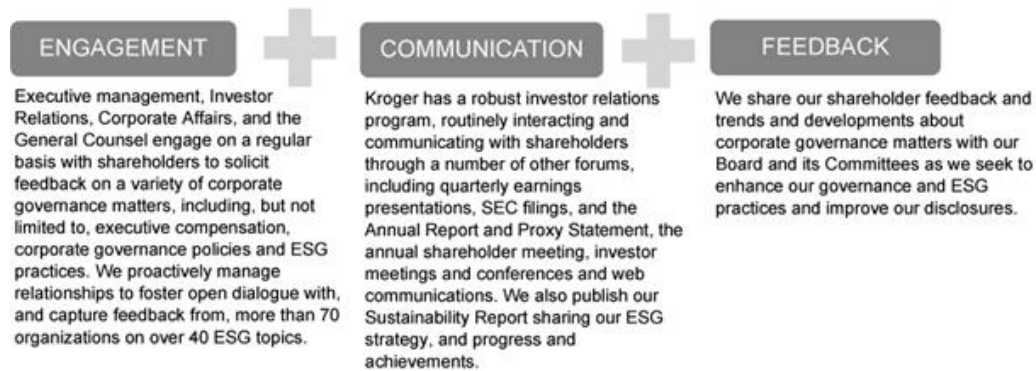 ENGAGEMENT
Executive management, Investor
Relations, Corporate Affairs, and the
General Counsel engage on a regular
basis with shareholders to solicit
feedback on a variety of corporate
governance matters, including, but not
limited to, executive compensation,
corporate governance policies and ESG
practices. We proactively manage
relationships to foster open dialogue with,
and capture feedback from, more than 70
organizations on over 40 ESG topics.
COMMUNICATION
Kroger has a robust investor relations
program, routinely interacting and
communicating with shareholders
through a number of other forums,
including quarterly earnings
presentations, SEC filings, and the
Annual Report and Proxy Statement, the
annual shareholder meeting, investor
meetings and conferences and web
communications. We also publish our
Sustainability Report sharing our ESG
strategy, and progress and
achievements.
FEEDBACK
We share our shareholder feedback and
trends and developments about
corporate governance matters with our
Board and its Committees as we seek to
enhance our governance and ESG
practices and improve our disclosures.